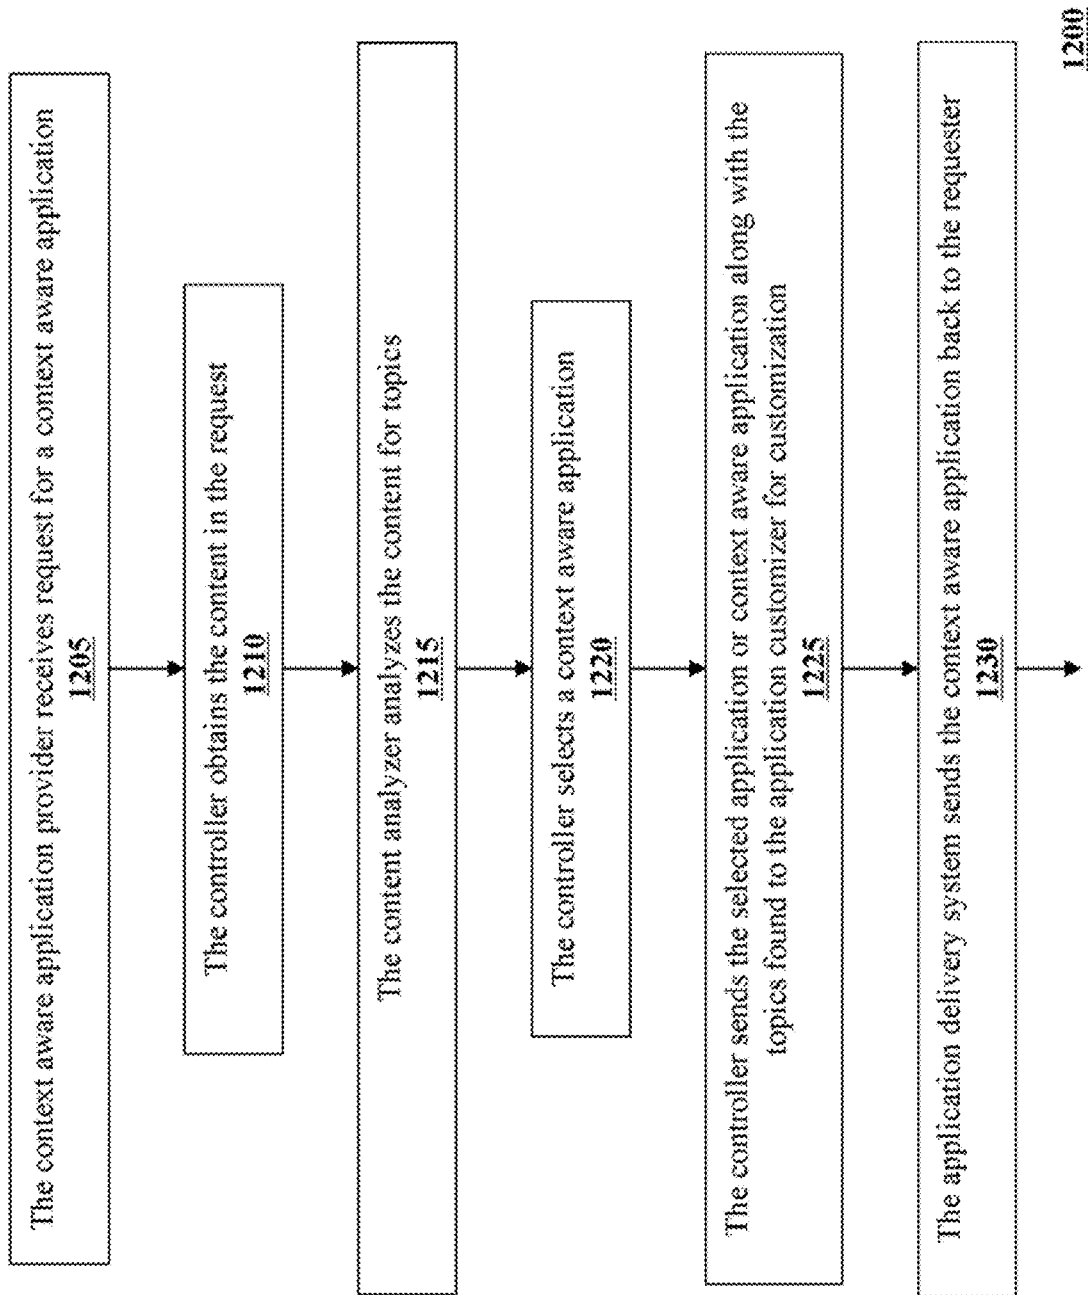 The context aware application provider receives request for a context aware application
1205
The controller obtains the content in the request
1210
The content analyzer analyzes the content for topics
1215
The controller selects a context aware application
1220
The controller sends the selected application or context aware application along with the
topics found to the application customizer for customization
1225
The application delivery system sends the context aware application back to the requester
1230
1200